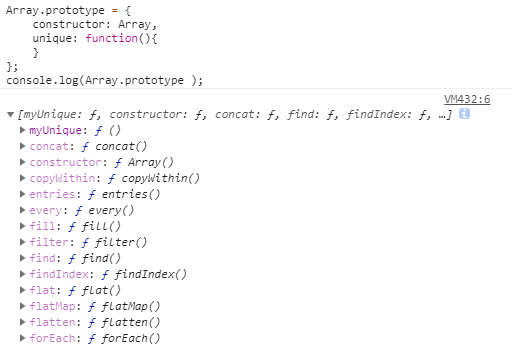 Array.prototype = {
    constructor: Array,
    unique: function(){
    }
};
console.log(Array.prototype );
VM432:6
▼[myUnique: ƒ, constructor: ƒ, concat: ƒ, find: ƒ, findIndex: ƒ, …] i
▶myUnique: ƒ ()
▶concat: ƒ concat()
▶constructor: ƒ Array()
▶copyWithin: ƒ copyWithin()
▶entries: ƒ entries()
▶every: ƒ every()
▶fill: ƒ fill()
▶filter: ƒ filter()
▶find: ƒ find()
▶findIndex: ƒ findIndex()
▶flat: ƒ flat()
▶flatMap: ƒ flatMap()
▶flatten: ƒ flatten()
▶forEach: ƒ forEach()